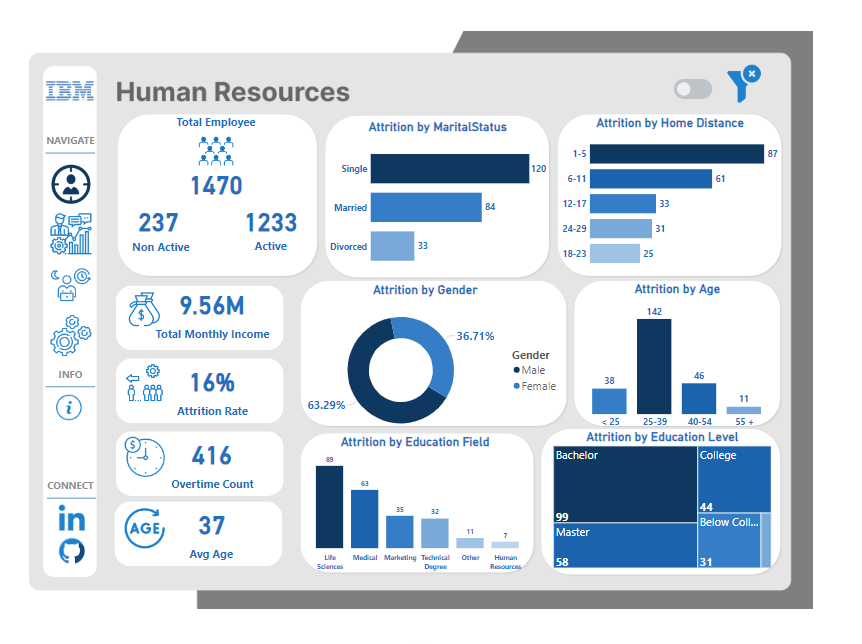 IBM
Human Resources
NAVIGATE
INFO
i
CONNECT
in
Total Employee
1470
237
1233
Non Active
Active
$
9.56M
Total Monthly Income
16%
Attrition Rate
$
416
Overtime Count
AGE
37
Avg Age
Attrition by MaritalStatus
Single
120
Married
84
Divorced
33
Attrition by Home Distance
1-5
87
6-11
61
12-17
33
24-29
31
18-23
25
Attrition by Gender
36.71%
63.29%
Gender
Male
Female
Attrition by Age
38
142
46
11
< 25
25-39
40-54
55 +
Attrition by Education Field
89
63
35
32
11
7
Life
Sciences
Medical
Marketing
Technical
Degree
Other
Human
Resources
Attrition by Education Level
Bachelor
99
Master
58
College
44
Below Coll...
31